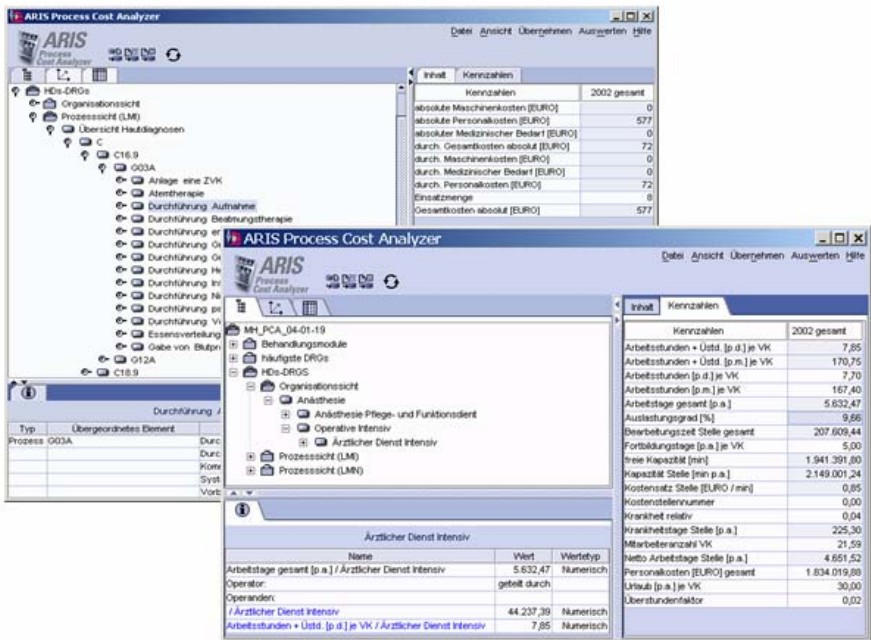 ARIS Process Cost Analyzer
Datei Ansicht Übernehmen Auswerten Hilfe
ARIS
Process
Cost Analyzer
HDs-DRGs
Organisationssicht
Prozesssicht (LMI)
Übersicht Hautdiagnosen
C
C16.9
G03A
Anlage eine ZVK
Atemtherapie
Durchführung Aufnahme
Durchführung Beatmungstherapie
Durchführung er
Durchführung
Durchführung
Durchführung
Durchführung
Durchführung
Durchführung
Durchführung
Essensverteilung
Gabe von Blutpro
G12A
C18.9
Inhalt Kennzahlen
Kennzahlen 2002 gesamt
absolute Maschinenkosten [EURO] 0
absolute Personalkosten [EURO] 577
absoluter Medizinischer Bedarf [EURO] 0
durch. Gesamtkosten absolut [EURO] 72
durch. Maschinenkosten [EURO] 0
durch. Medizinischer Bedarf [EURO] 0
durch. Personalkosten [EURO] 72
Einsatzmenge 8
Gesamtkosten absolut [EURO] 577
Durchführung
Typ Übergeordnetes Element
Prozess G03A Durc
Durc
Kom
Syst
Vorb
ARIS Process Cost Analyzer
Datei Ansicht Übernehmen Auswerten Hilfe
ARIS
Process
Cost Analyzer
MH_PCA_04-01-19
Behandlungsmodule
häufigste DRGs
HDs-DRGS
Organisationssicht
Anästhesie
Anästhesie Pflege- und Funktionsdient
Operative Intensiv
Ärztlicher Dienst Intensiv
Prozesssicht (LMI)
Prozesssicht (LMN)
Ärztlicher Dienst Intensiv
Name Wert Wertetyp
Arbeitstage gesamt [p.a.] / Ärztlicher Dienst Intensiv 5.632,47 Numerisch
Operator: geteilt durch
Operanden:
/ Ärztlicher Dienst Intensiv 44.237,39 Numerisch
Arbeitsstunden + Üstd. [p.d.] je VK / Ärztlicher Dienst Intensiv 7,85 Numerisch
Inhalt Kennzahlen
Kennzahlen 2002 gesamt
Arbeitsstunden + Üstd. [p.d.] je VK 7,85
Arbeitsstunden + Üstd. [p.m.] je VK 170,75
Arbeitsstunden [p.d.] je VK 7,70
Arbeitsstunden [p.m.] je VK 167,40
Arbeitstage gesamt [p.a.] 5.632,47
Auslastungsgrad [%] 9,66
Bearbeitungszeit Stelle gesamt 207.609,44
Fortbildungstage [p.a.] je VK 5,00
freie Kapazität [min] 1.941.391,80
Kapazität Stelle [min p.a.] 2.149.001,24
Kostensatz Stelle [EURO / min] 0,85
Kostenstellennummer 0,00
Krankheit relativ 0,04
Krankheitstage Stelle [p.a.] 225,30
Mitarbeiteranzahl VK 21,59
Netto Arbeitstage Stelle [p.a.] 4.651,52
Personalkosten [EURO] gesamt 1.834.019,88
Urlaub [p.a.] je VK 30,00
Überstundenfaktor 0,02